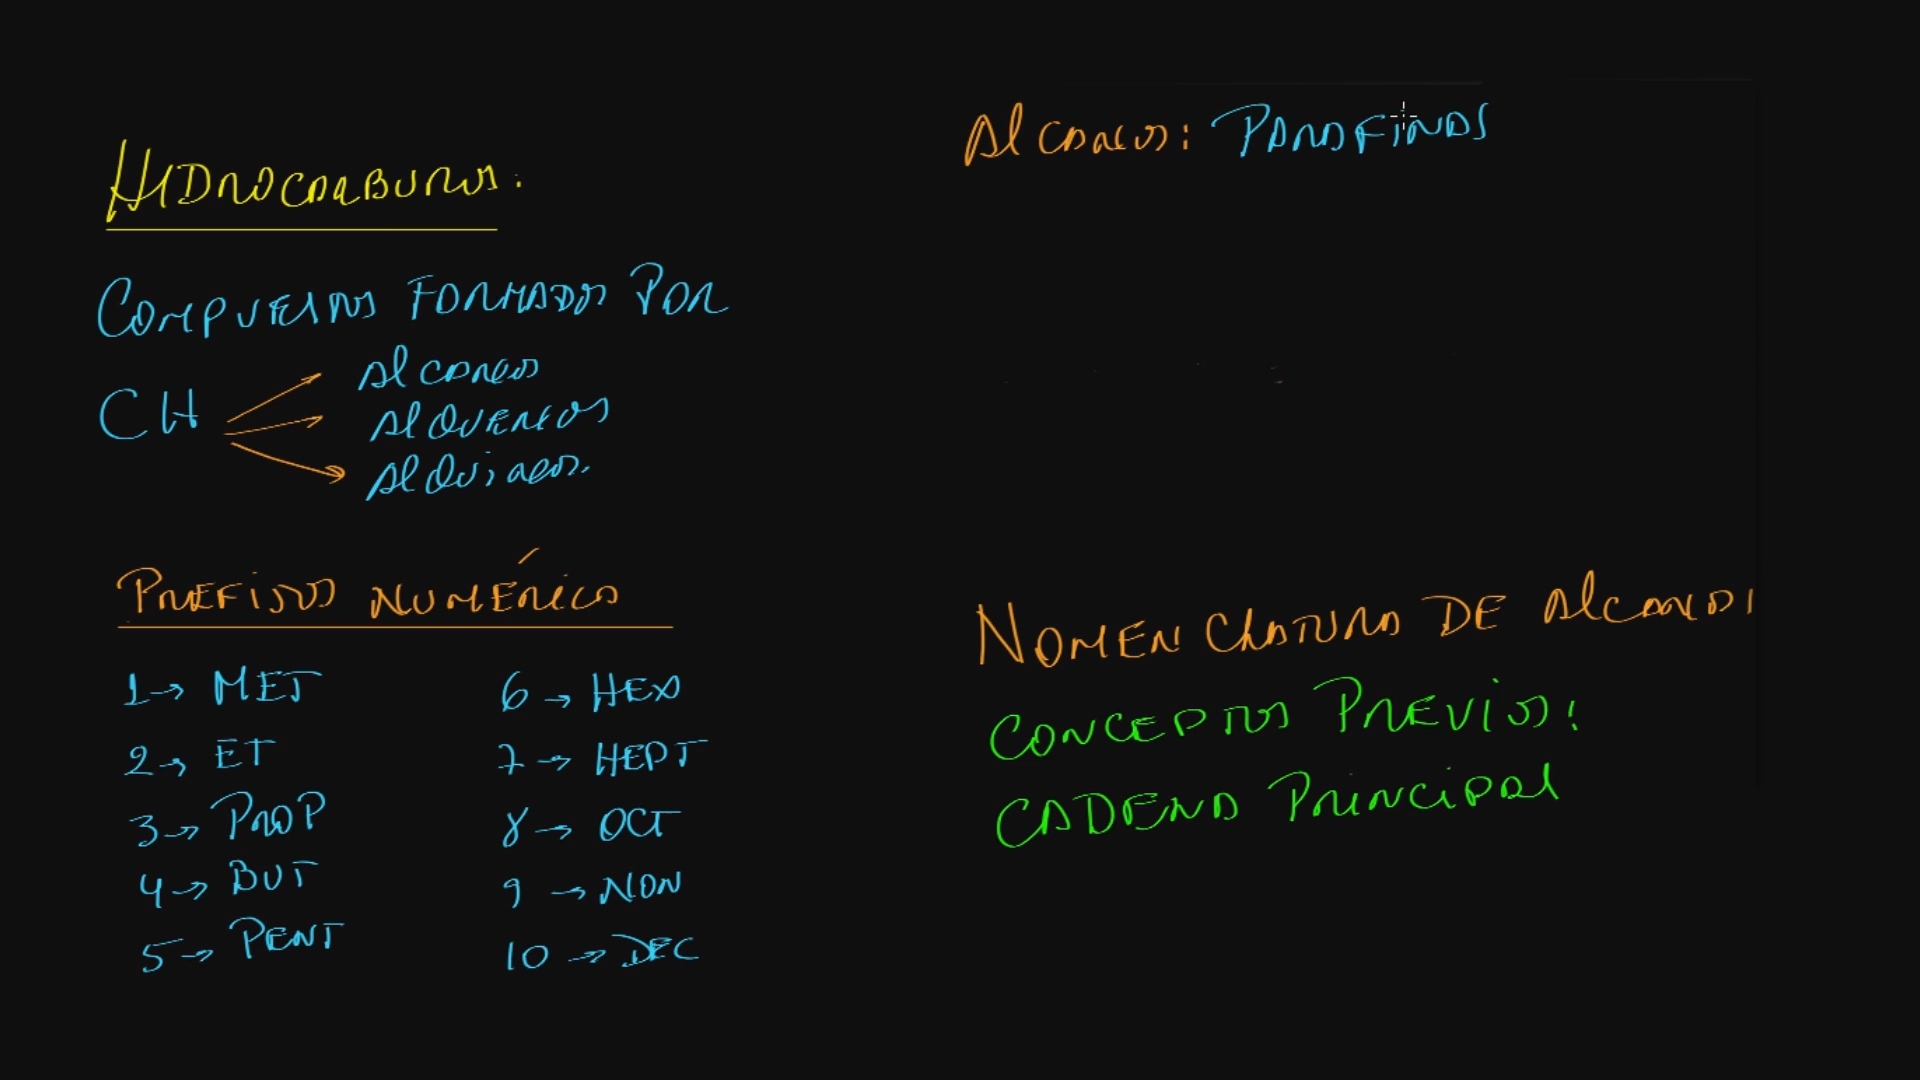 HIDROCARBUROS:
COMPUESTOS FORMADOS POR
CH
Alcanos
AlQUENOS
AlQuinos.
PREFIJOS NUMÉRICO
1→ MET
2→ ET
3→ PROP
4→ BUT
5→ PENT
6→ HEX
7→ HEPT
8→ OCT
9→ NON
10→ DEC
Alcanos: PARAFINAS
NOMENCLATURA DE Alcanos:
CONCEPTOS PREVIOS:
CADENA PRINCIPAL